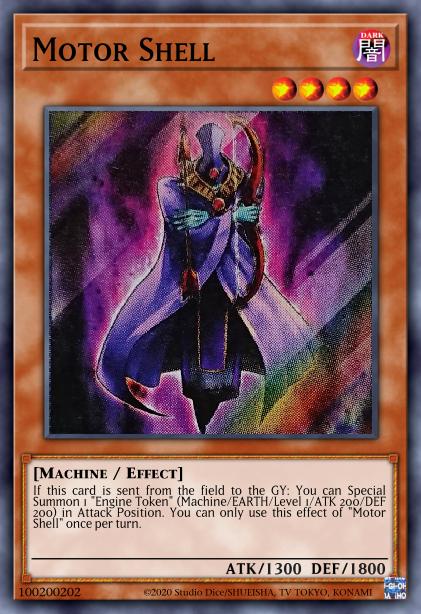 MOTOR SHELL
DARK
闇
[MACHINE / EFFECT]
If this card is sent from the field to the GY: You can Special
Summon 1 "Engine Token" (Machine/EARTH/Level 1/ATK 200/DEF
200) in Attack Position. You can only use this effect of "Motor
Shell" once per turn.
ATK/1300 DEF/1800
100200202
©2020 Studio Dice/SHUEISHA, TV TOKYO, KONAMI